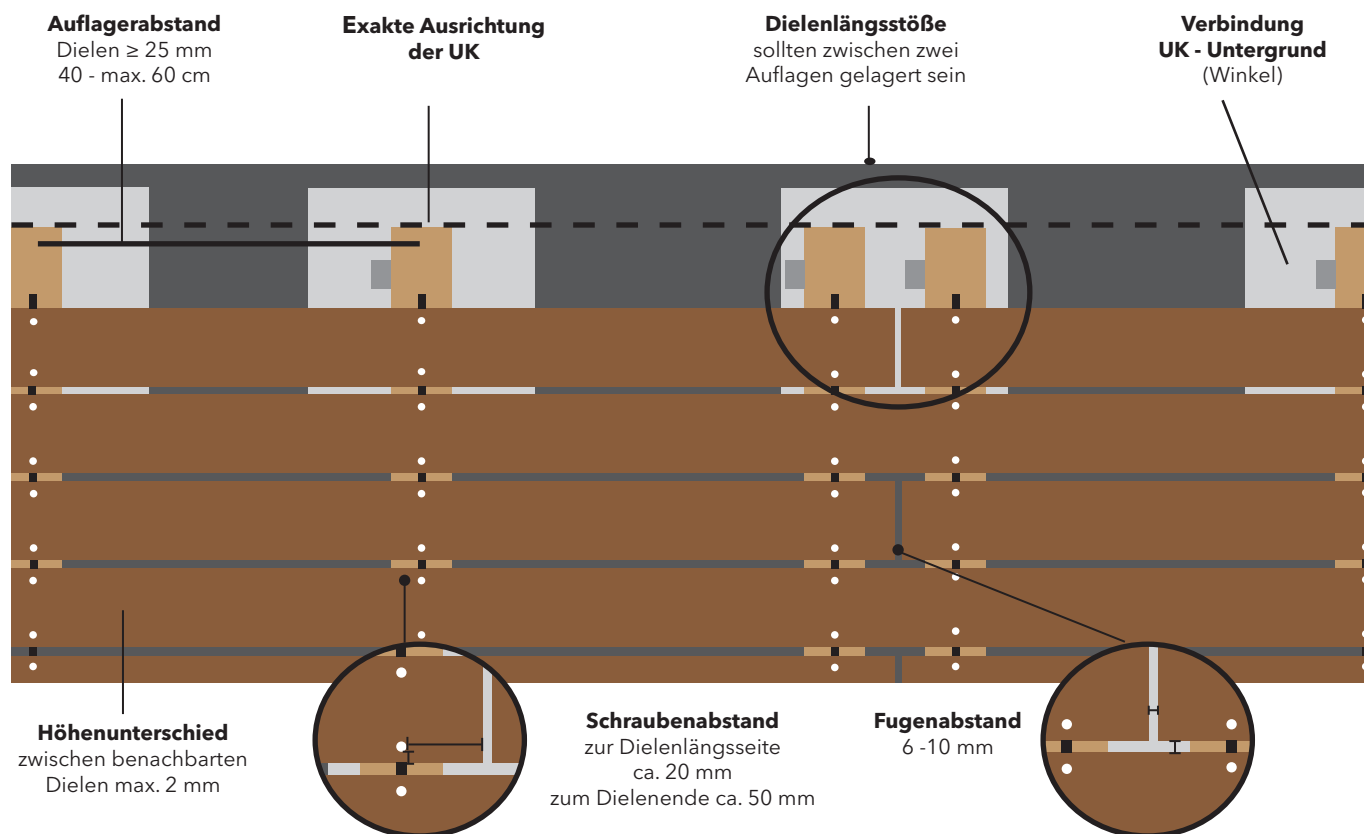 Auflagerabstand
Dielen ≥ 25 mm
40 - max. 60 cm
Exakte Ausrichtung
der UK
Dielenlängsstöße
sollten zwischen zwei
Auflagen gelagert sein
Verbindung
UK - Untergrund
(Winkel)
Höhenunterschied
zwischen benachbarten
Dielen max. 2 mm
Schraubenabstand
zur Dielenlängsseite
ca. 20 mm
zum Dielenende ca. 50 mm
Fugenabstand
6 -10 mm